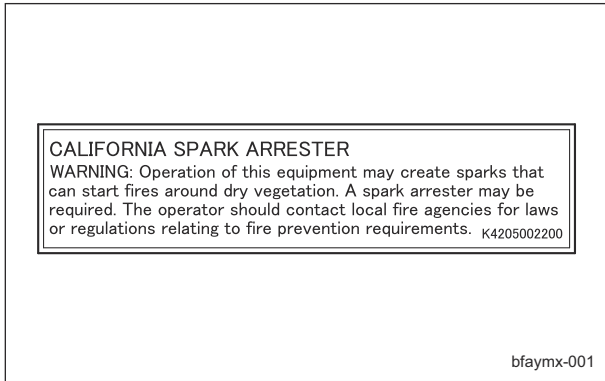 CALIFORNIA SPARK ARRESTER
WARNING: Operation of this equipment may create sparks that
can start fires around dry vegetation. A spark arrester may be
required. The operator should contact local fire agencies for laws
or regulations relating to fire prevention requirements. K4205002200
bfaymx-001